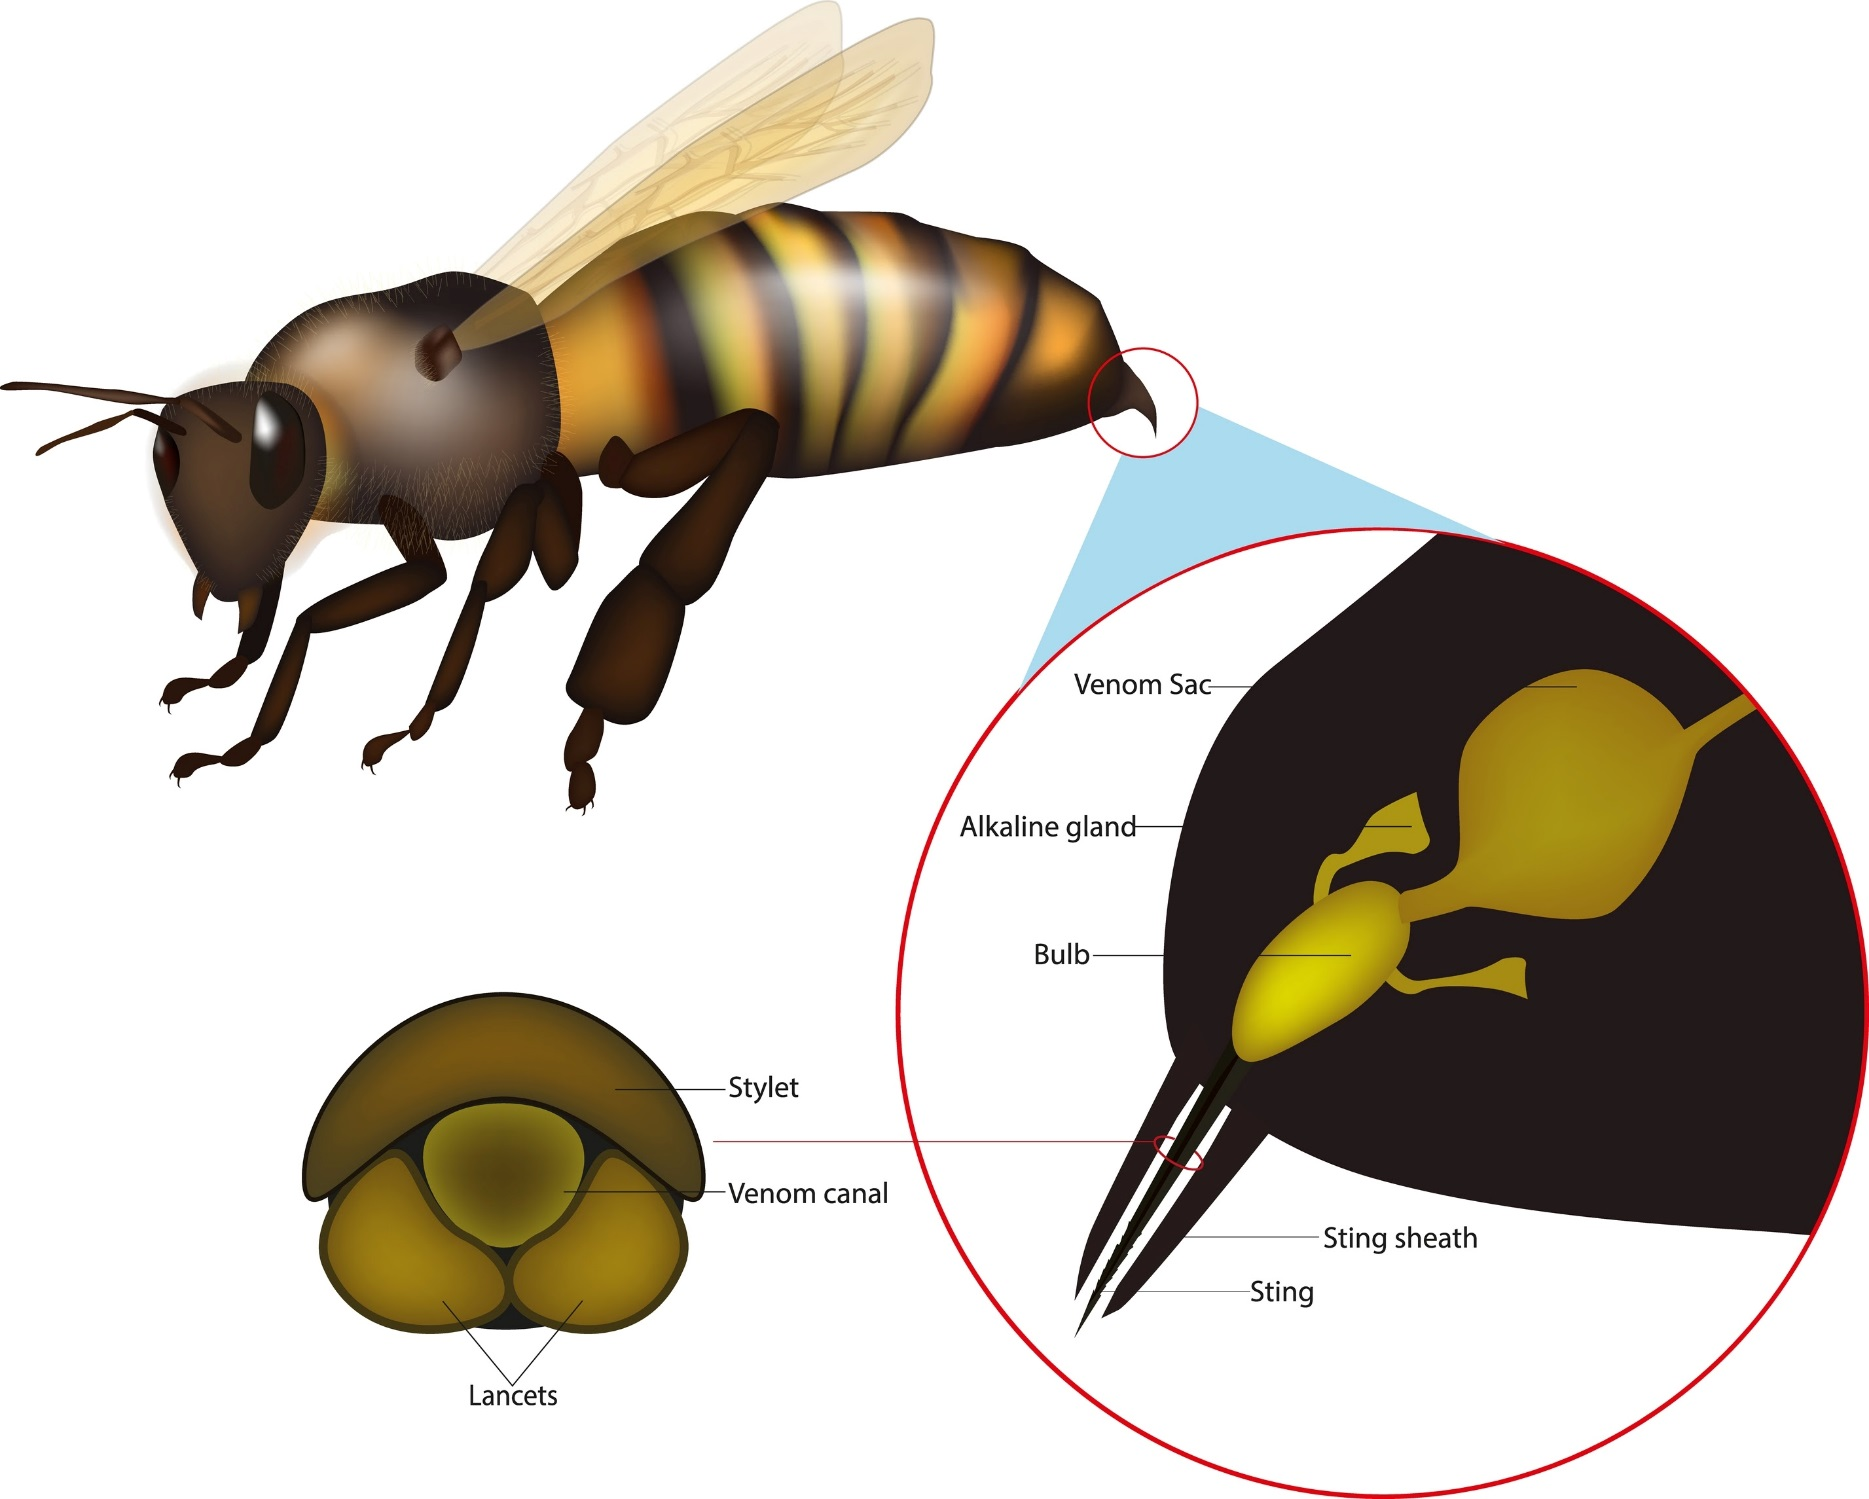 Venom Sac
Alkaline gland
Bulb
Stylet
Venom canal
Sting sheath
Sting
Lancets